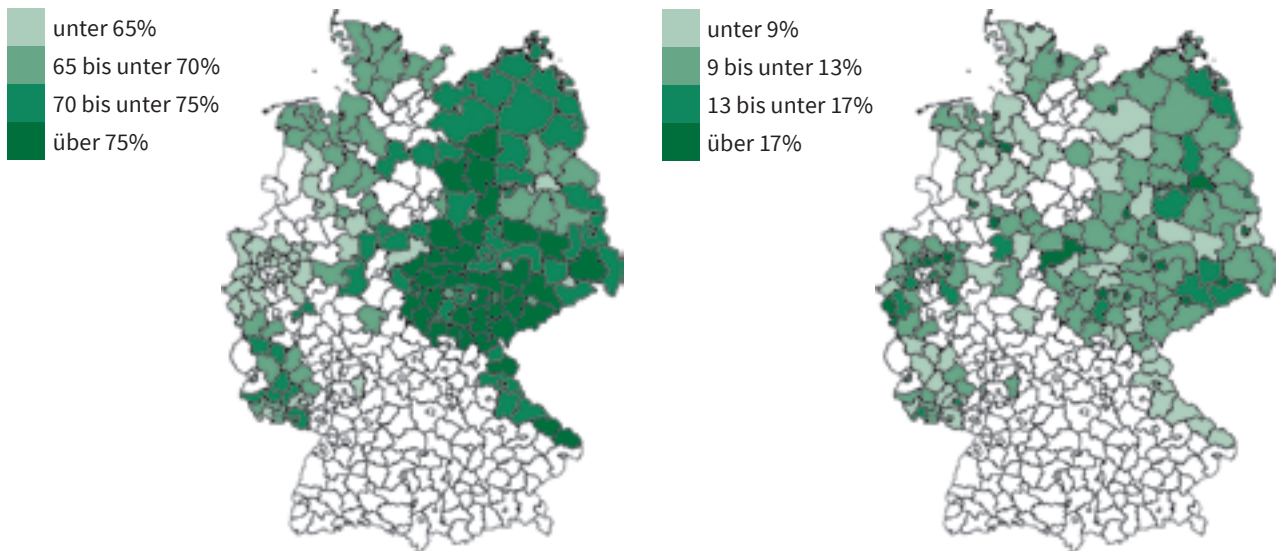 unter 65%
65 bis unter 70%
70 bis unter 75%
über 75%
unter 9%
9 bis unter 13%
13 bis unter 17%
über 17%